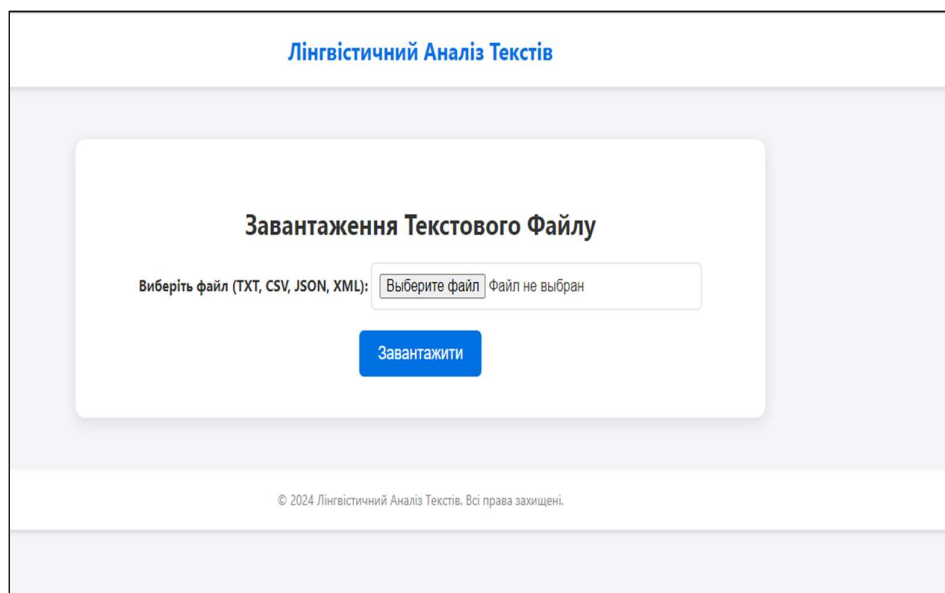 Лінгвістичний Аналіз Текстів
Завантаження Текстового Файлу
Виберіть файл (TXT, CSV, JSON, XML): Выберите файл Файл не выбран
Завантажити
© 2024 Лінгвістичний Аналіз Текстів. Всі права захищені.